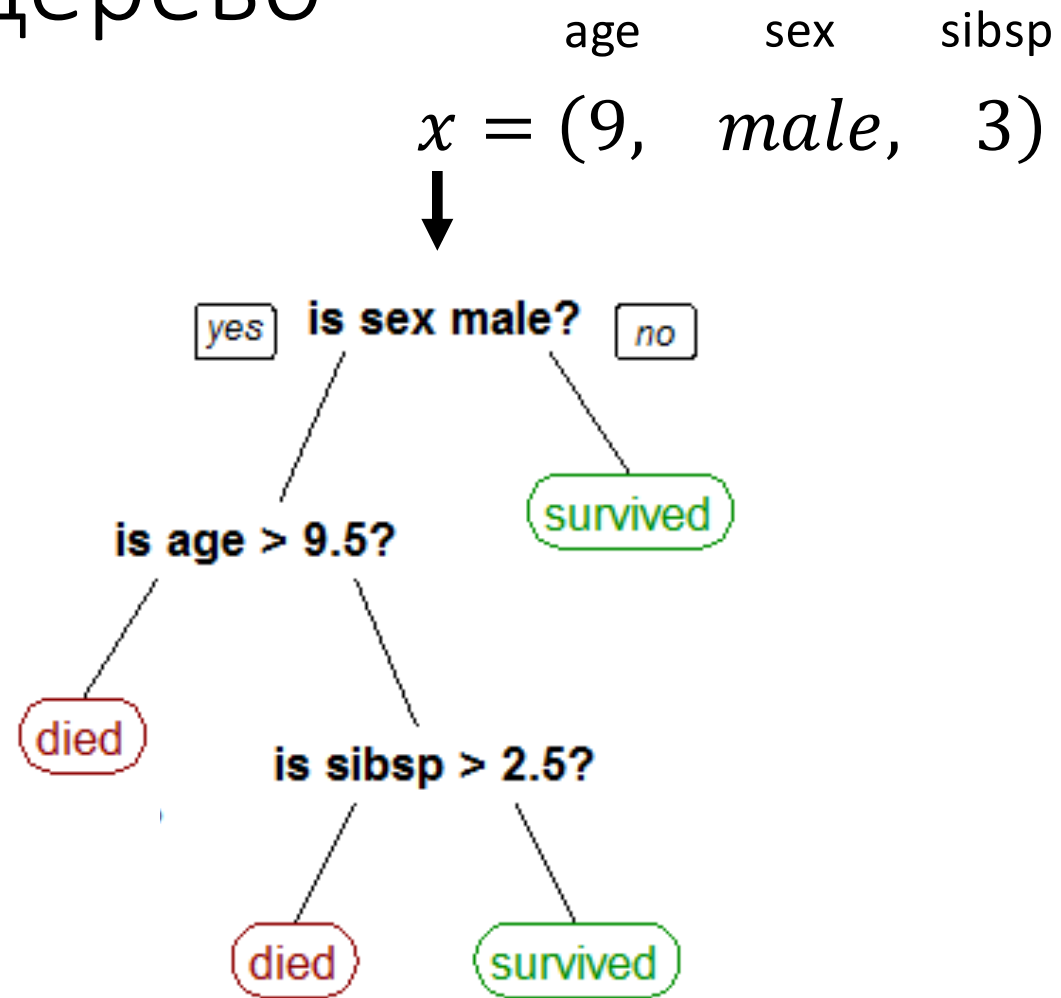 дерево
age sex sibsp
x = (9, male, 3)
yes is sex male? no
survived
is age > 9.5?
died
is sibsp > 2.5?
died survived